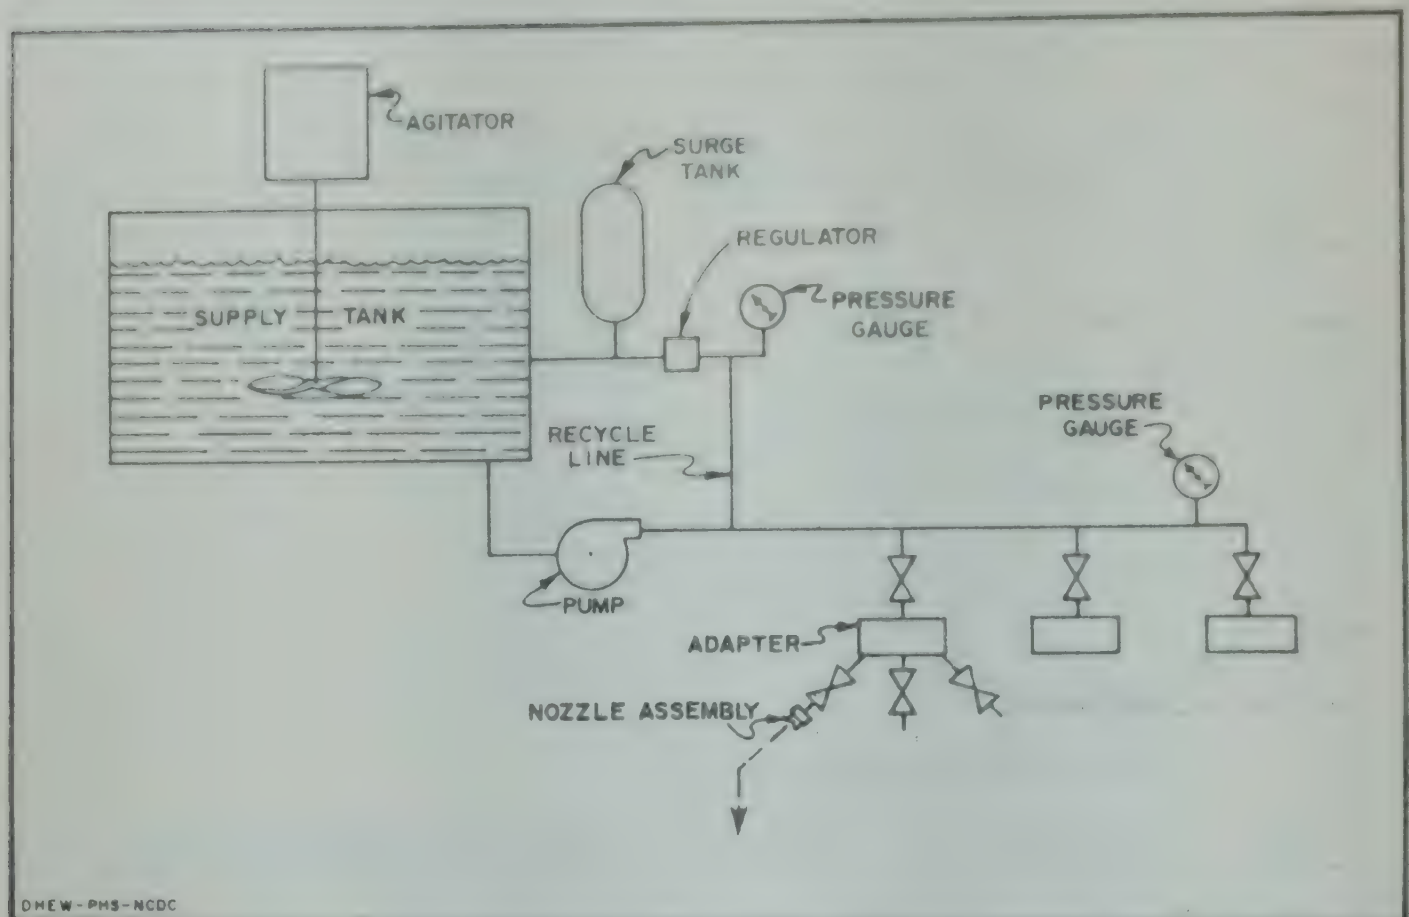 AGITATOR
SURGE
TANK
REGULATOR
SUPPLY TANK
PRESSURE
GAUGE
PRESSURE
GAUGE
RECYCLE
LINE
PUMP
ADAPTER
NOZZLE ASSEMBLY
DHEW-PHS-NCDC